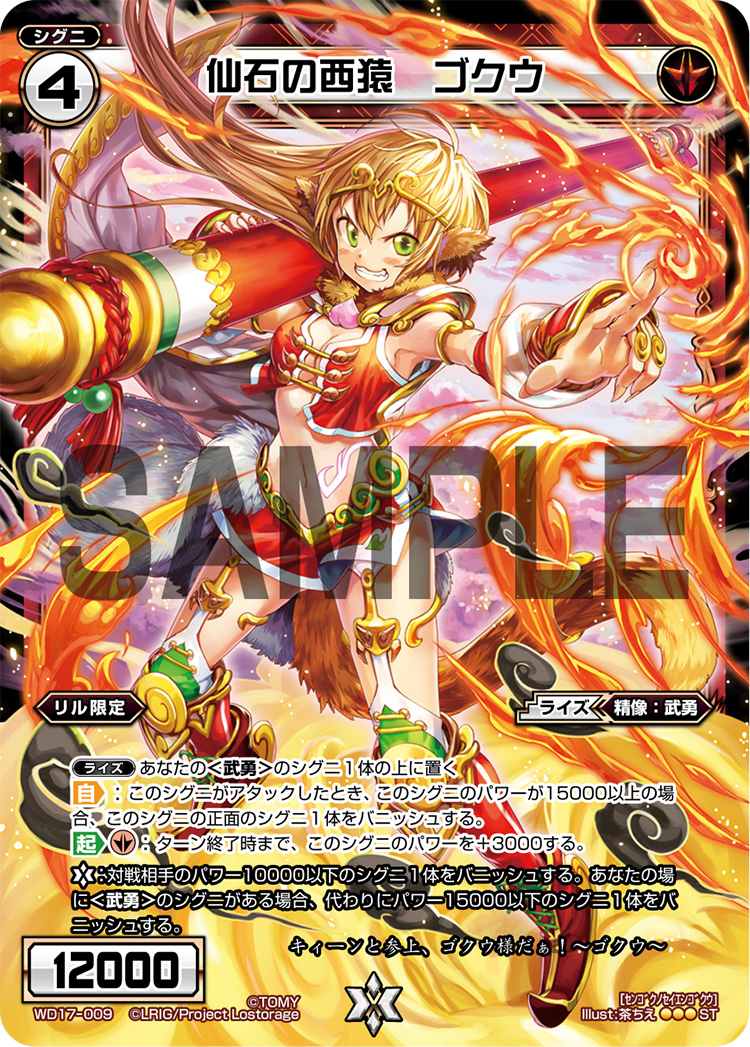 シグニ
4
仙石の西猿 ゴクウ
SAMPLE
リル限定
ライズ 精像：武勇
ライズ あなたの<武勇>のシグニ１体の上に置く
自：このシグニがアタックしたとき、このシグニのパワーが15000以上の場
合、このシグニの正面のシグニ１体をバニッシュする。
起：ターン終了時まで、このシグニのパワーを＋3000する。
：対戦相手のパワー10000以下のシグニ１体をバニッシュする。あなたの場
に<武勇>のシグニがある場合、代わりにパワー15000以下のシグニ１体をバ
ニッシュする。
キィーンと参上、ゴクウ様だぁ！～ゴクウ～
12000
©TOMY
WD17-009 ©LRIG/Project Lostorage
[ｾﾝｺﾞｸﾉｾｲｴﾝｺﾞｸｳ]
Illust:茶ちえ ST